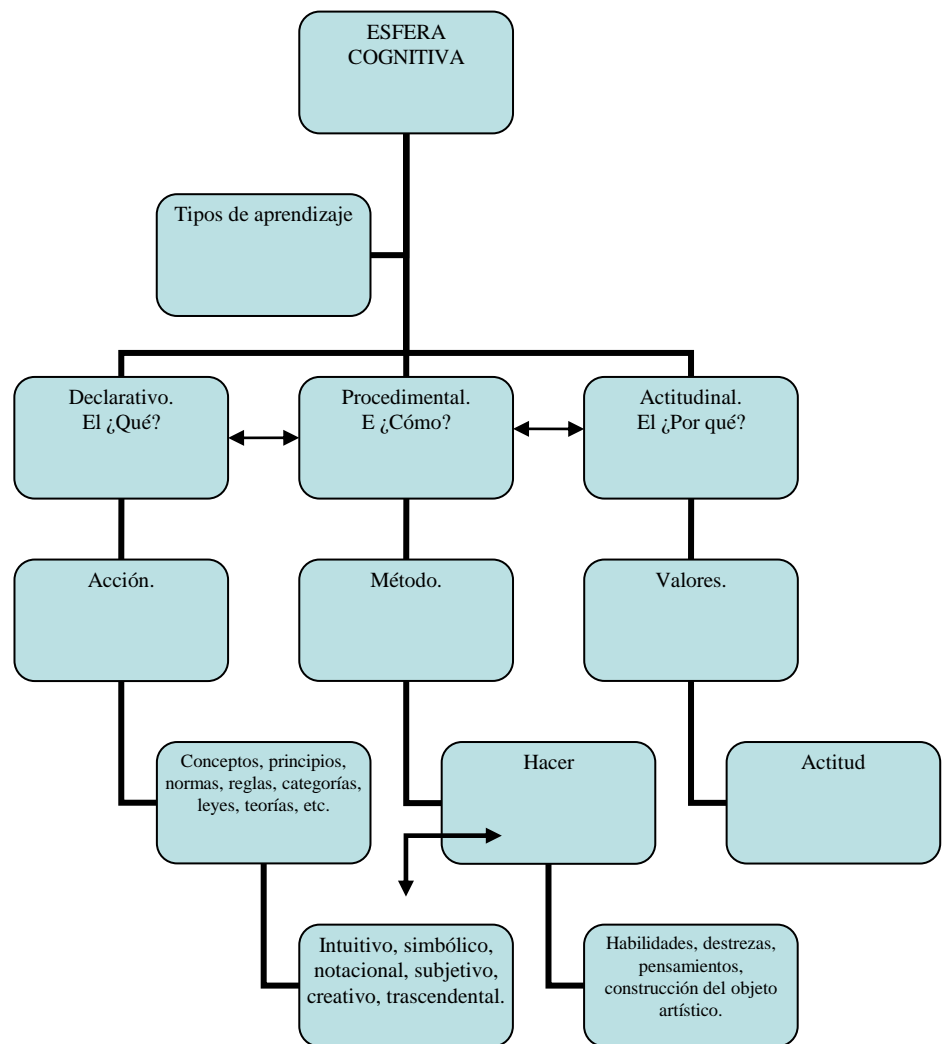 ESFERA
COGNITIVA
Tipos de aprendizaje
Declarativo.
El ¿Qué?
Procedimental.
E ¿Cómo?
Actitudinal.
El ¿Por qué?
Acción.
Método.
Valores.
Conceptos, principios,
normas, reglas, categorías,
leyes, teorías, etc.
Hacer
Actitud
Intuitivo, simbólico,
notacional, subjetivo,
creativo, trascendental.
Habilidades, destrezas,
pensamientos,
construcción del objeto
artístico.